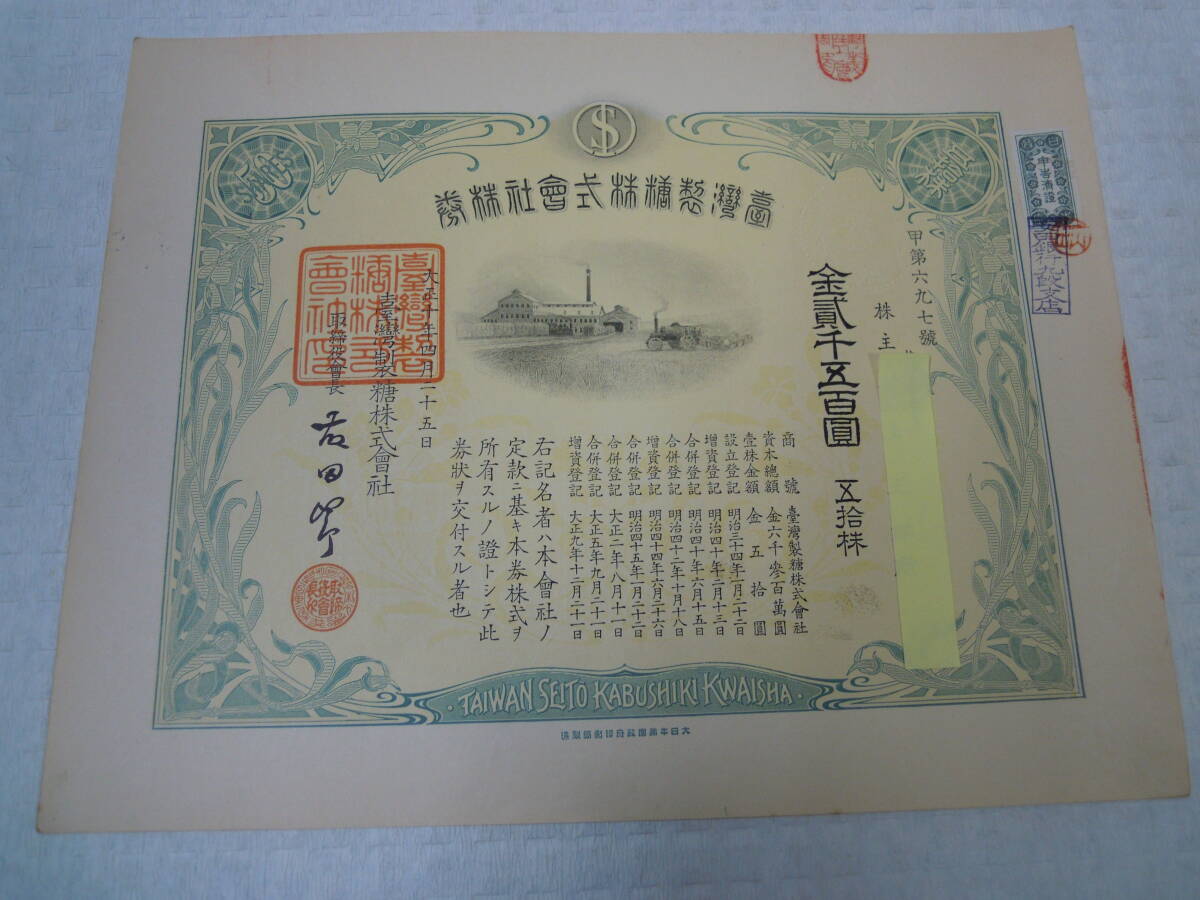 臺灣製糖株式會社株券
甲第六九七號
株主
金貳千五百圓 五拾株
商號 臺灣製糖株式會社
資本總額 金六千參百萬圓
壹株金額 金五拾圓
設立登記 明治三十四年一月二十二日
增資登記 明治四十年二月十三日
合併登記 明治四十年六月十五日
合併登記 明治四十二年十月十八日
增資登記 明治四十四年六月二十六日
合併登記 明治四十五年一月二十二日
合併登記 大正二年八月十一日
合併登記 大正五年九月二十一日
增資登記 大正九年十二月二十一日
右記名者ハ本會社ノ
定款ニ基キ本券株式ヲ
所有スルノ證トシテ此
券狀ヲ交付スル者也
大正十年四月二十五日
臺灣製糖株式會社
取締役會長
臺灣製
糖株式
會社印
TAIWAN SEITO KABUSHIKI KWAISHA